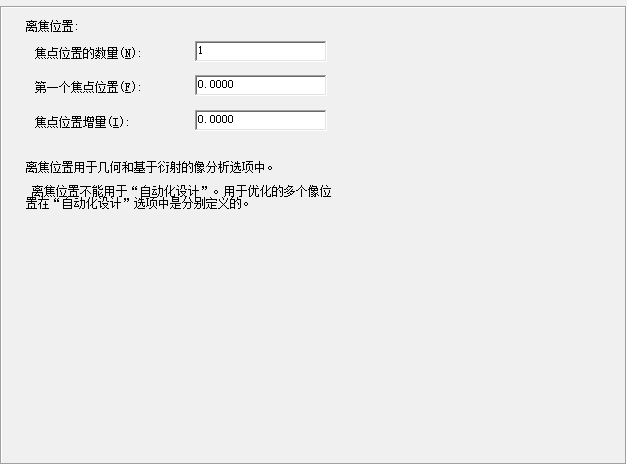 离焦位置:
焦点位置的数量(N):
1
第一个焦点位置(F):
0.0000
焦点位置增量(I):
0.0000
离焦位置用于几何和基于衍射的像分析选项中。
离焦位置不能用于“自动化设计”。用于优化的多个像位
置在“自动化设计”选项中是分别定义的。